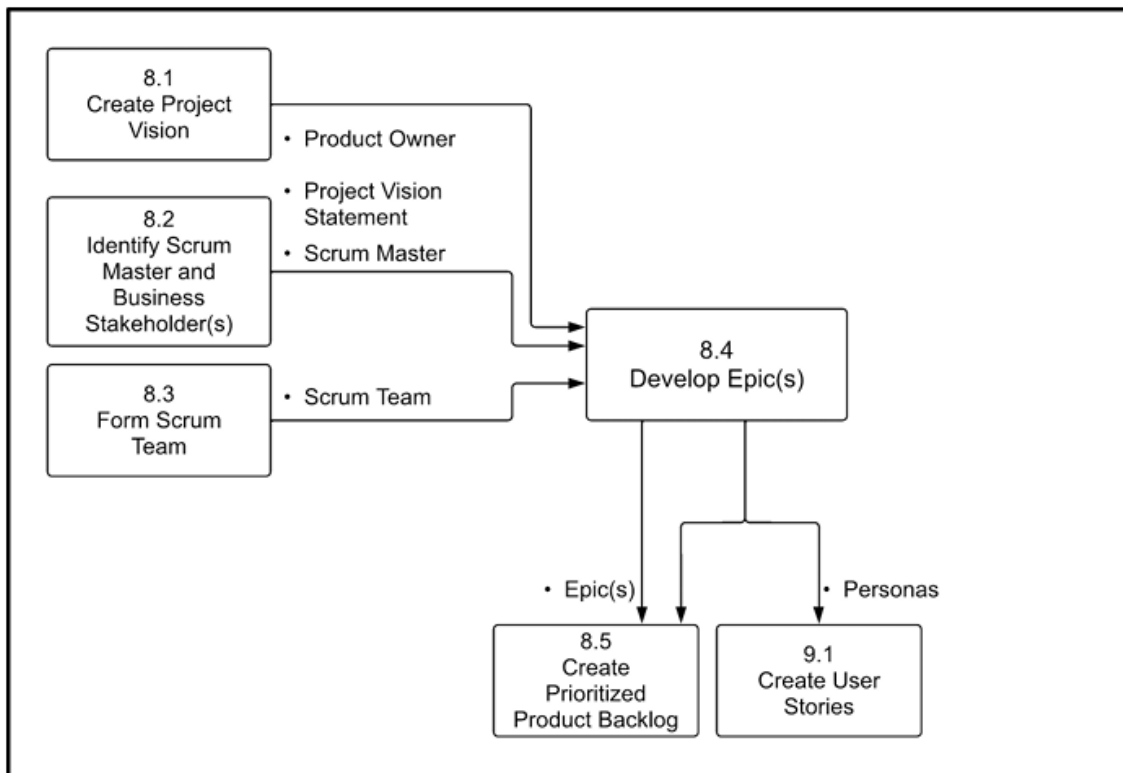 8.1
Create Project
Vision
• Product Owner
• Project Vision
Statement
8.2
Identify Scrum
Master and
Business
Stakeholder(s)
• Scrum Master
8.3
Form Scrum
Team
• Scrum Team
8.4
Develop Epic(s)
• Epic(s)
• Personas
8.5
Create
Prioritized
Product Backlog
9.1
Create User
Stories